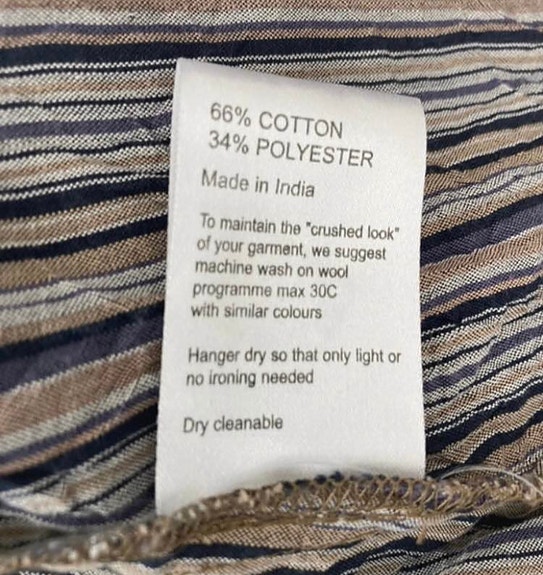 66% COTTON
34% POLYESTER
Made in India
To maintain the "crushed look"
of your garment, we suggest
machine wash on wool
programme max 30C
with similar colours
Hanger dry so that only light or
no ironing needed
Dry cleanable